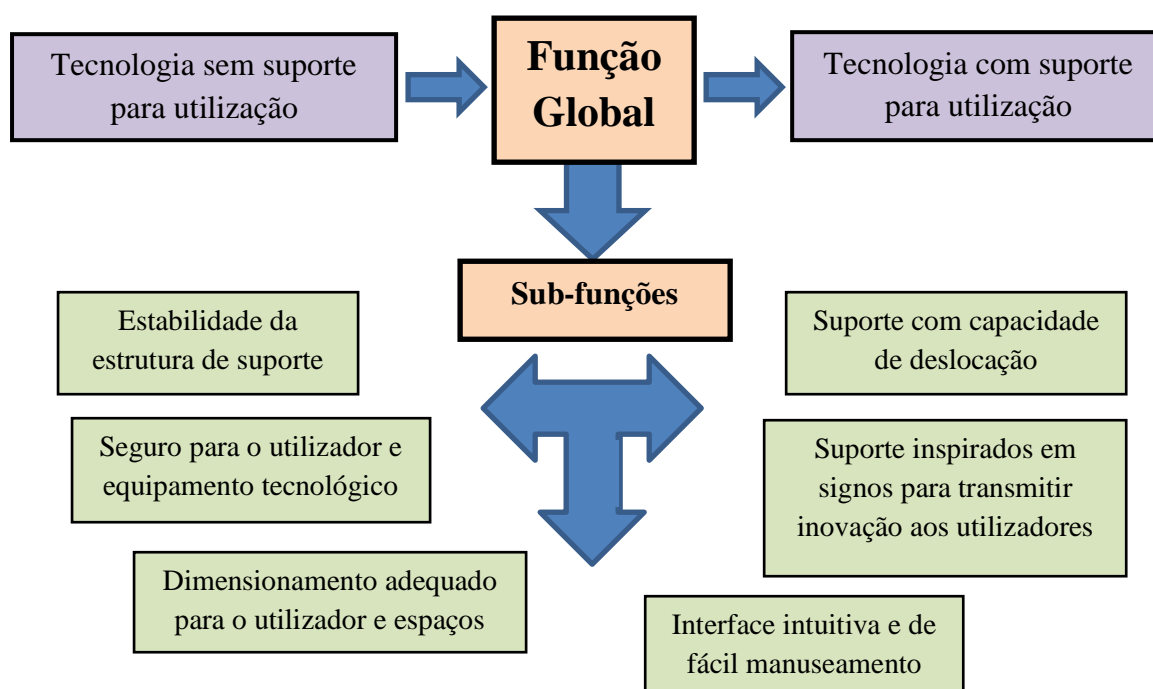 Tecnologia sem suporte
para utilização
Função
Global
Tecnologia com suporte
para utilização
Sub-funções
Estabilidade da
estrutura de suporte
Seguro para o utilizador e
equipamento tecnológico
Dimensionamento adequado
para o utilizador e espaços
Suporte com capacidade
de deslocação
Suporte inspirados em
signos para transmitir
inovação aos utilizadores
Interface intuitiva e de
fácil manuseamento